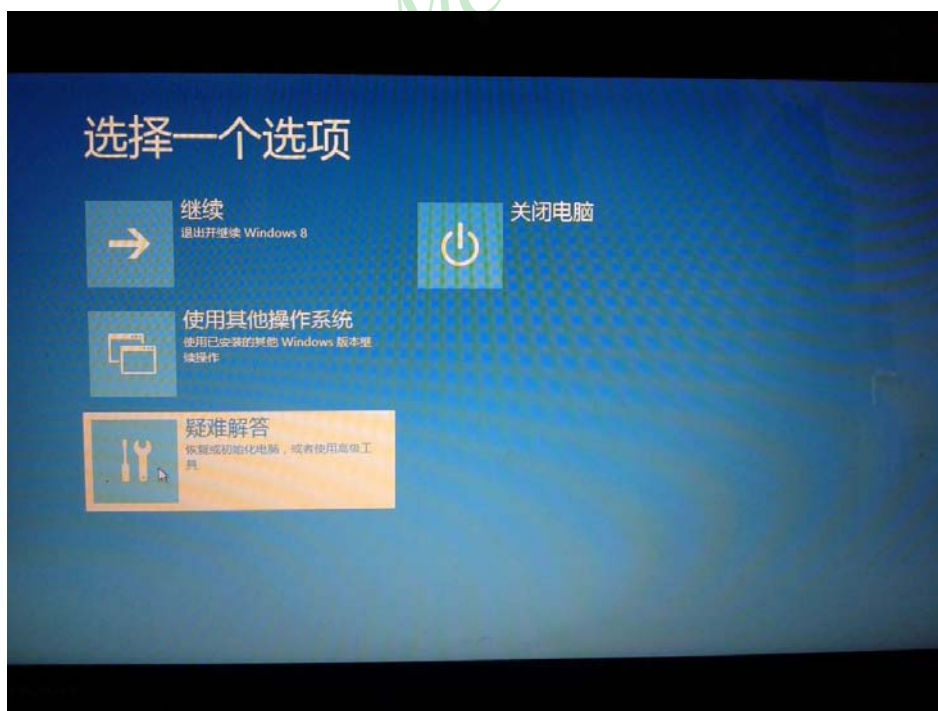 选择一个选项
继续
退出并继续 Windows 8
关闭电脑
使用其他操作系统
使用已安装的其他 Windows 版本继
续操作
疑难解答
恢复或初始化电脑，或者使用高级工
具